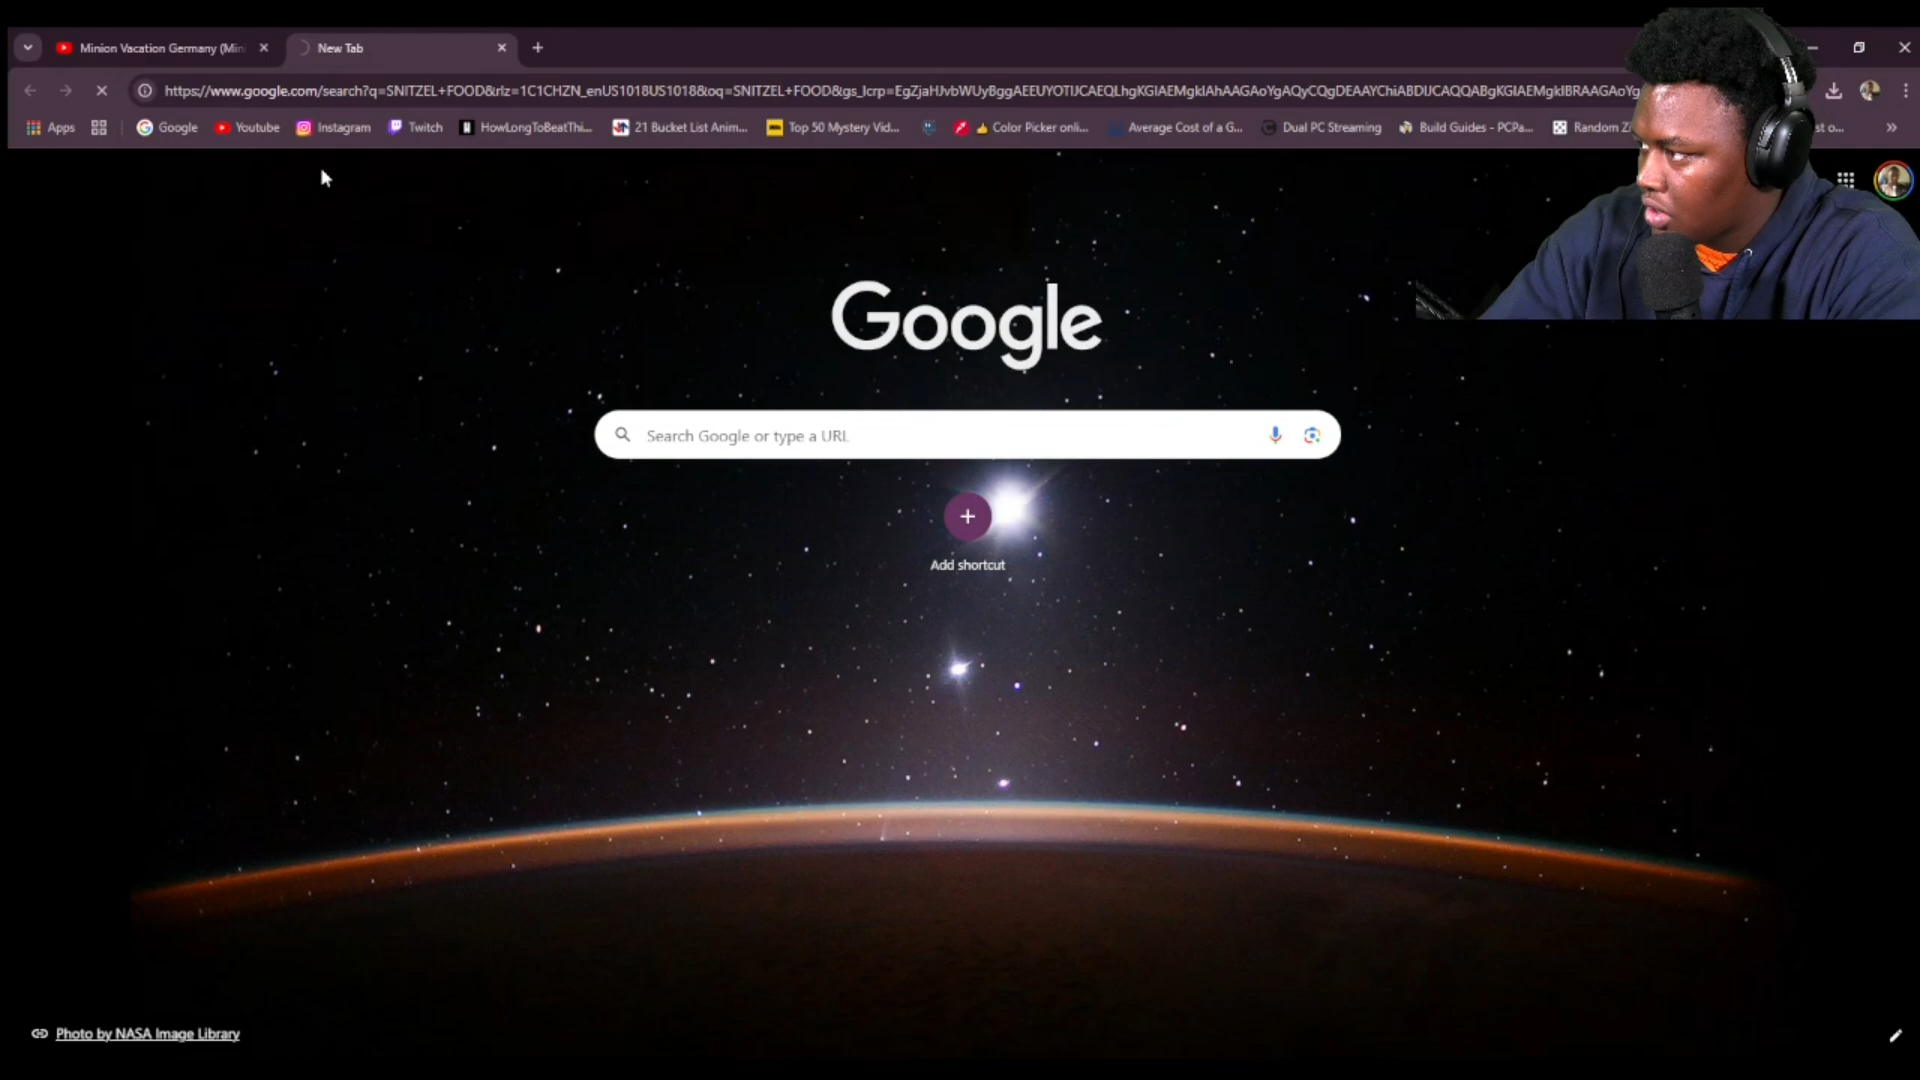 Minion Vacation Germany (Min
New Tab
https://www.google.com/search?q=SNITZEL+FOOD&rlz=1C1CHZN_enUS1018US1018&oq=SNITZEL+FOOD&gs_lcrp=
Apps
Google
Youtube
Instagram
Twitch
HowLongToBeatThi...
21 Bucket List Anim...
Top 50 Mystery Vid...
Color Picker onli...
Average Cost of a G...
Dual PC Streaming
Build Guides - PCPa...
Random
st o...
Google
Search Google or type a URL
Add shortcut
Photo by NASA Image Library